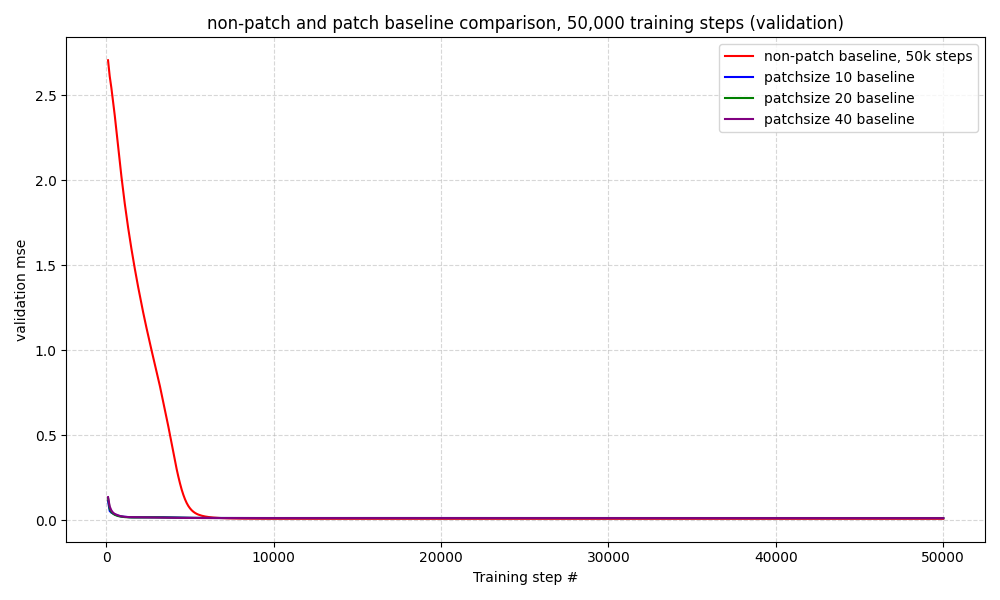 non-patch and patch baseline comparison, 50,000 training steps (validation)
non-patch baseline, 50k steps
patchsize 10 baseline
patchsize 20 baseline
patchsize 40 baseline
validation mse
2.5
2.0
1.5
1.0
0.5
0.0
0 10000 20000 30000 40000 50000
Training step #